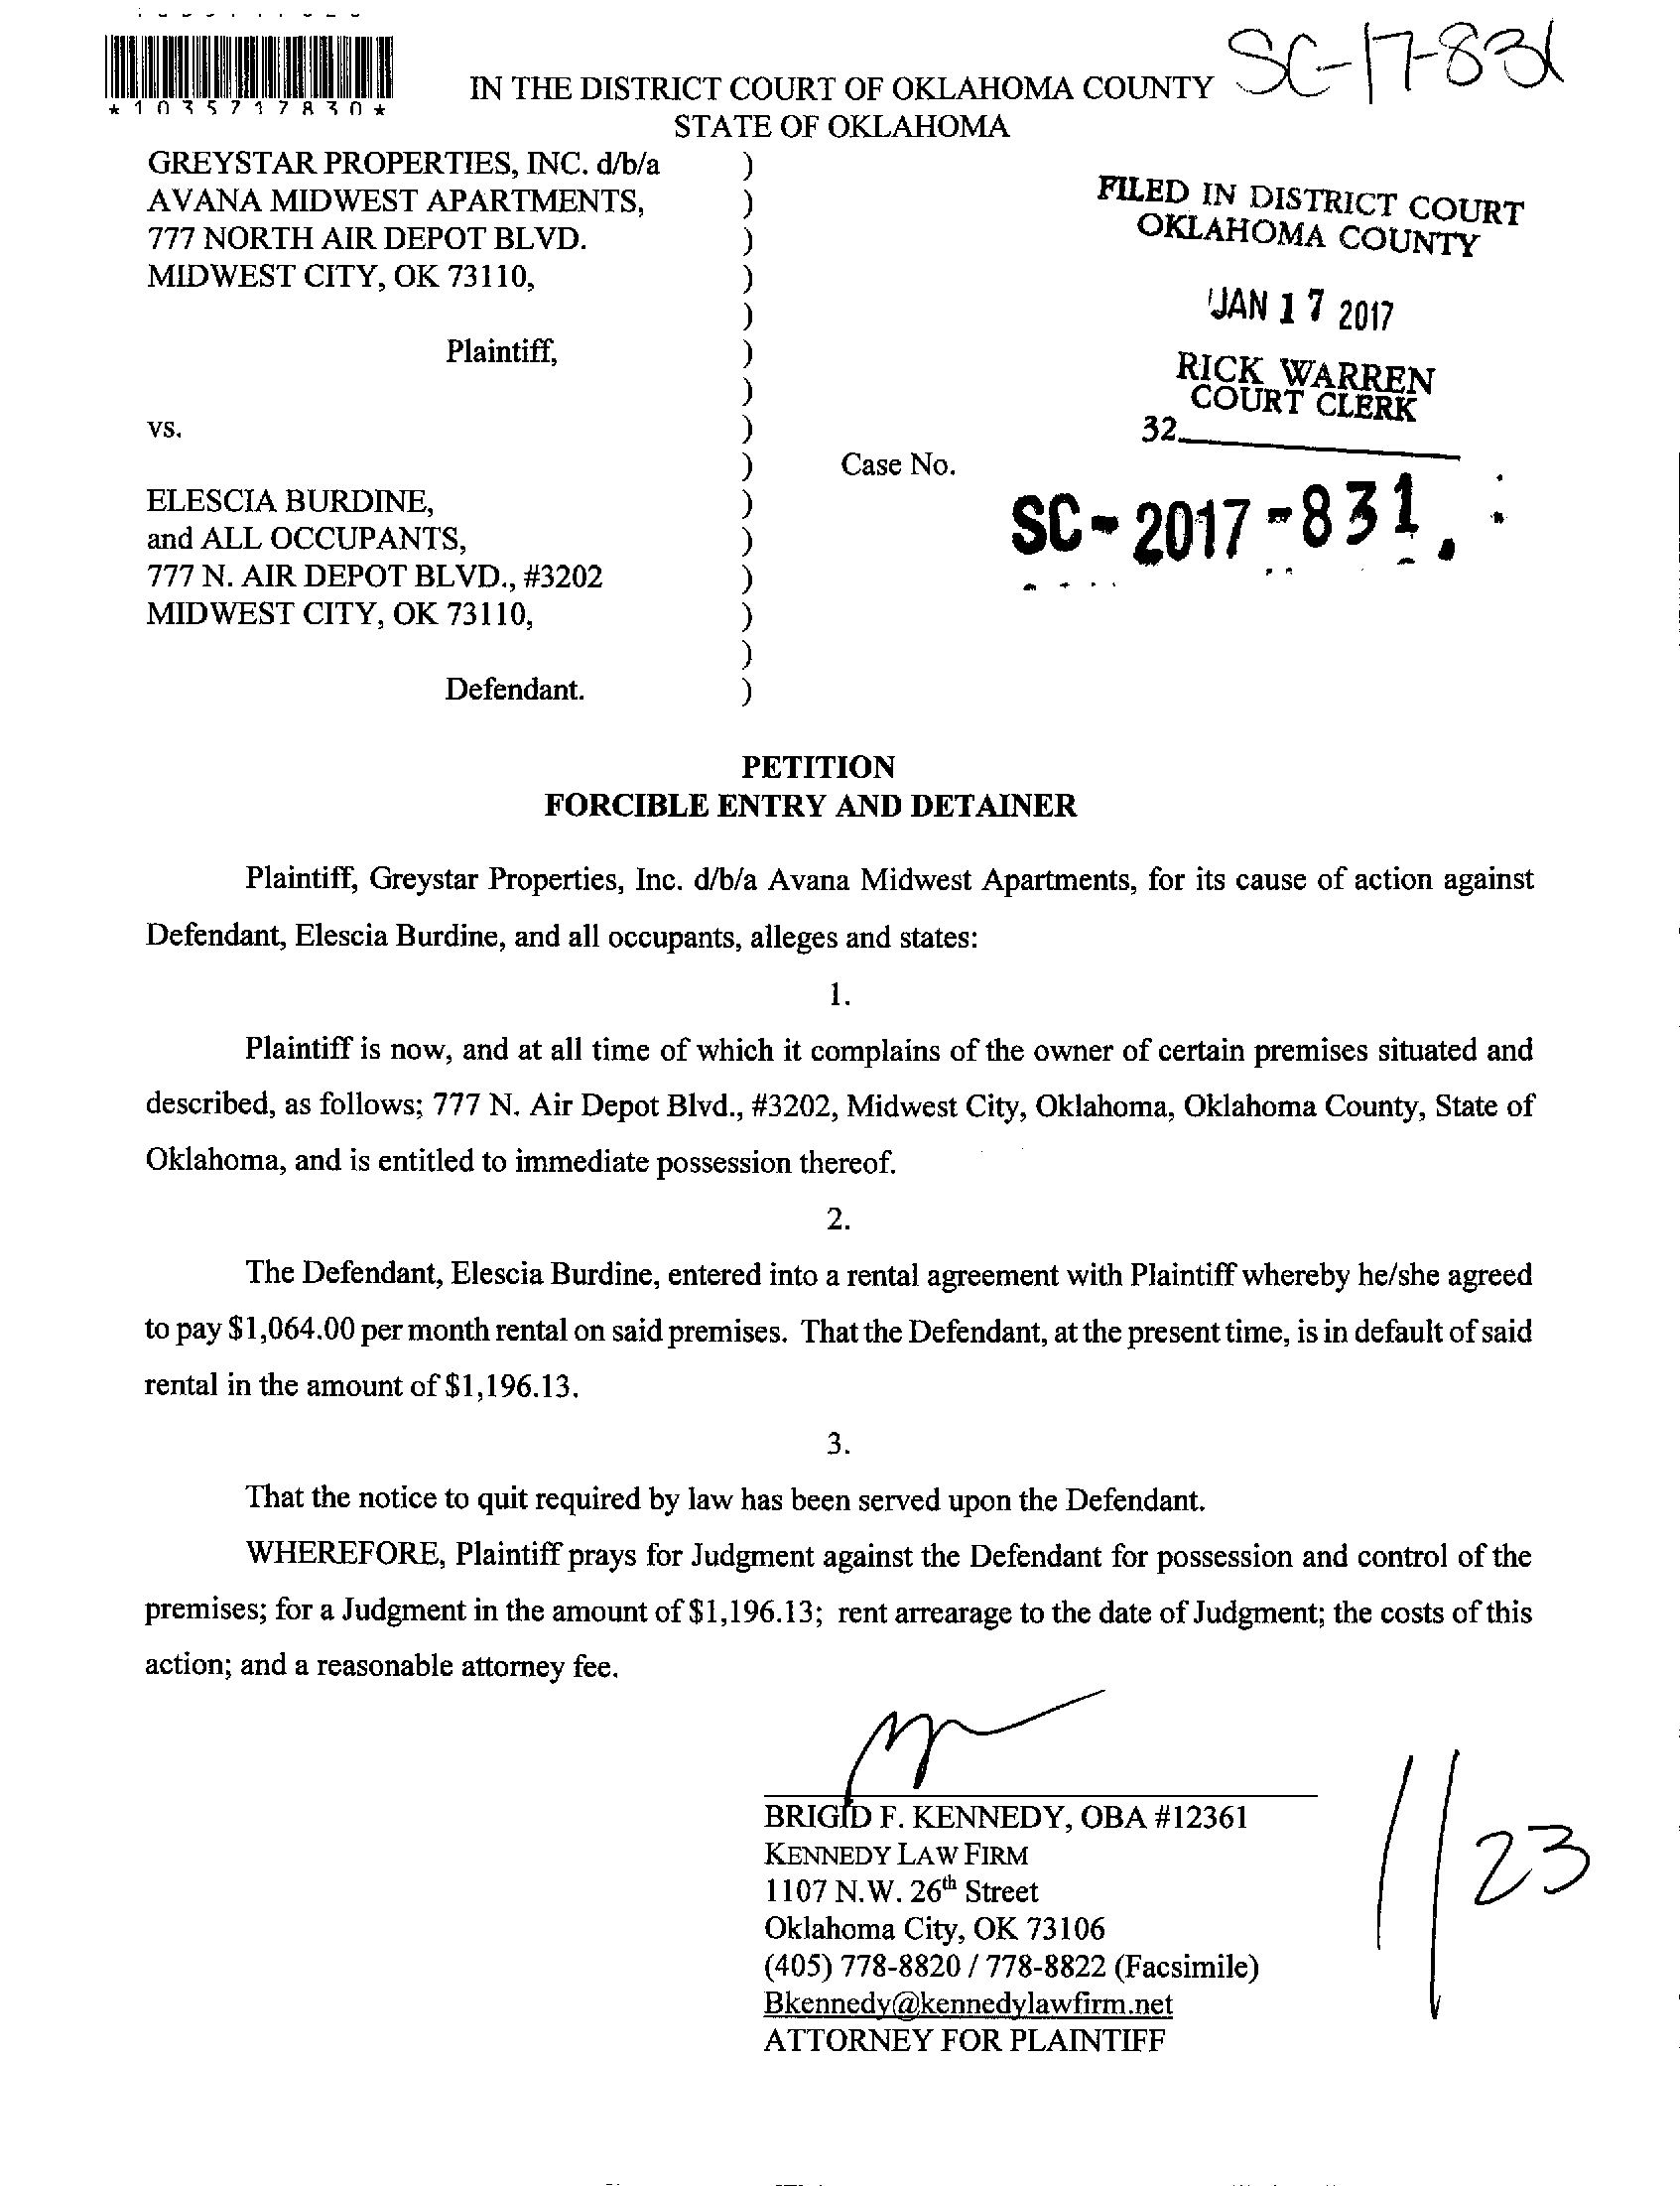 SC-17-831
*1035717830*
IN THE DISTRICT COURT OF OKLAHOMA COUNTY
STATE OF OKLAHOMA
GREYSTAR PROPERTIES, INC. d/b/a )
AVANA MIDWEST APARTMENTS, )
777 NORTH AIR DEPOT BLVD. )
MIDWEST CITY, OK 73110, )
)
Plaintiff, )
)
vs. )
) Case No.
ELESCIA BURDINE, )
and ALL OCCUPANTS, )
777 N. AIR DEPOT BLVD., #3202 )
MIDWEST CITY, OK 73110, )
)
Defendant. )
FILED IN DISTRICT COURT
OKLAHOMA COUNTY
JAN 17 2017
RICK WARREN
COURT CLERK
32
SC-2017-831
PETITION
FORCIBLE ENTRY AND DETAINER
Plaintiff, Greystar Properties, Inc. d/b/a Avana Midwest Apartments, for its cause of action against
Defendant, Elescia Burdine, and all occupants, alleges and states:
1.
Plaintiff is now, and at all time of which it complains of the owner of certain premises situated and
described, as follows; 777 N. Air Depot Blvd., #3202, Midwest City, Oklahoma, Oklahoma County, State of
Oklahoma, and is entitled to immediate possession thereof.
2.
The Defendant, Elescia Burdine, entered into a rental agreement with Plaintiff whereby he/she agreed
to pay $1,064.00 per month rental on said premises. That the Defendant, at the present time, is in default of said
rental in the amount of $1,196.13.
3.
That the notice to quit required by law has been served upon the Defendant.
WHEREFORE, Plaintiff prays for Judgment against the Defendant for possession and control of the
premises; for a Judgment in the amount of $1,196.13; rent arrearage to the date of Judgment; the costs of this
action; and a reasonable attorney fee.
BRIGID F. KENNEDY, OBA #12361
KENNEDY LAW FIRM
1107 N.W. 26th Street
Oklahoma City, OK 73106
(405) 778-8820 / 778-8822 (Facsimile)
Bkennedy@kennedylawfirm.net
ATTORNEY FOR PLAINTIFF
1/23